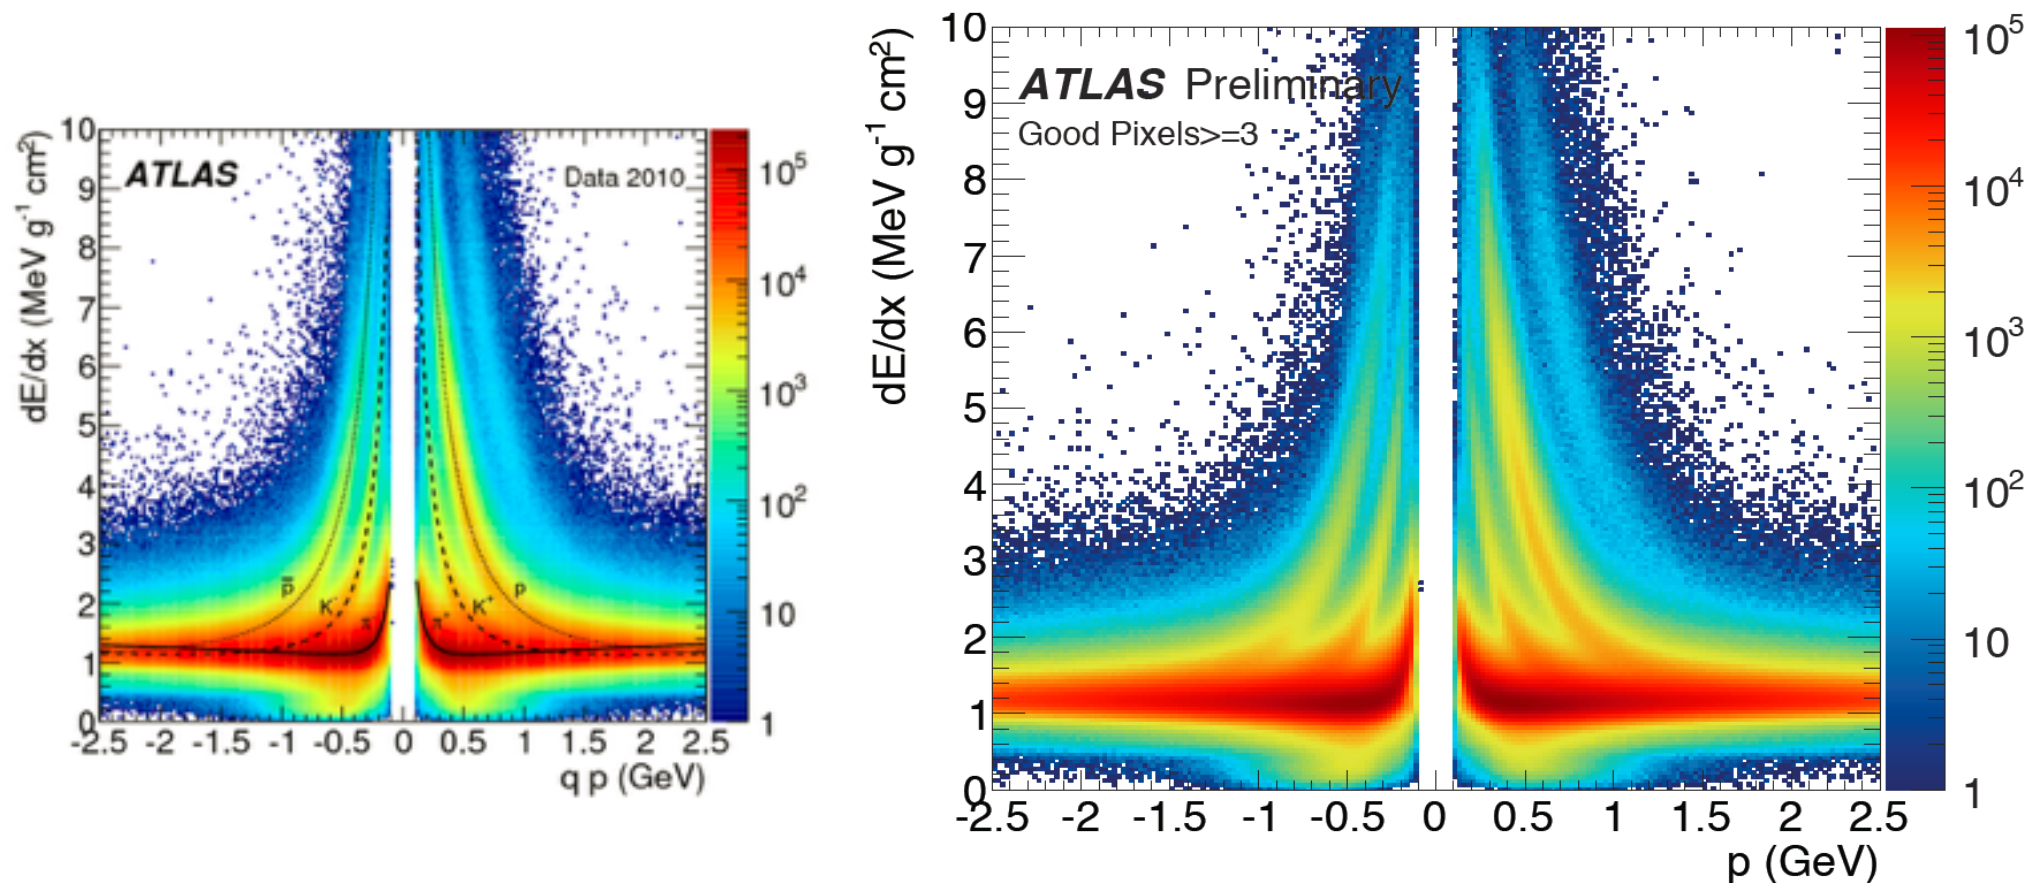 ATLAS
Data 2010
dE/dx (MeV g⁻¹ cm²)
10
9
8
7
6
5
4
3
2
1
0
-2.5 -2 -1.5 -1 -0.5 0 0.5 1 1.5 2 2.5
q p (GeV)
p̅
K
π
π
K⁺
p
10⁵
10⁴
10³
10²
10
1
ATLAS Preliminary
Good Pixels>=3
dE/dx (MeV g⁻¹ cm²)
10
9
8
7
6
5
4
3
2
1
0
-2.5 -2 -1.5 -1 -0.5 0 0.5 1 1.5 2 2.5
p (GeV)
10⁵
10⁴
10³
10²
10
1